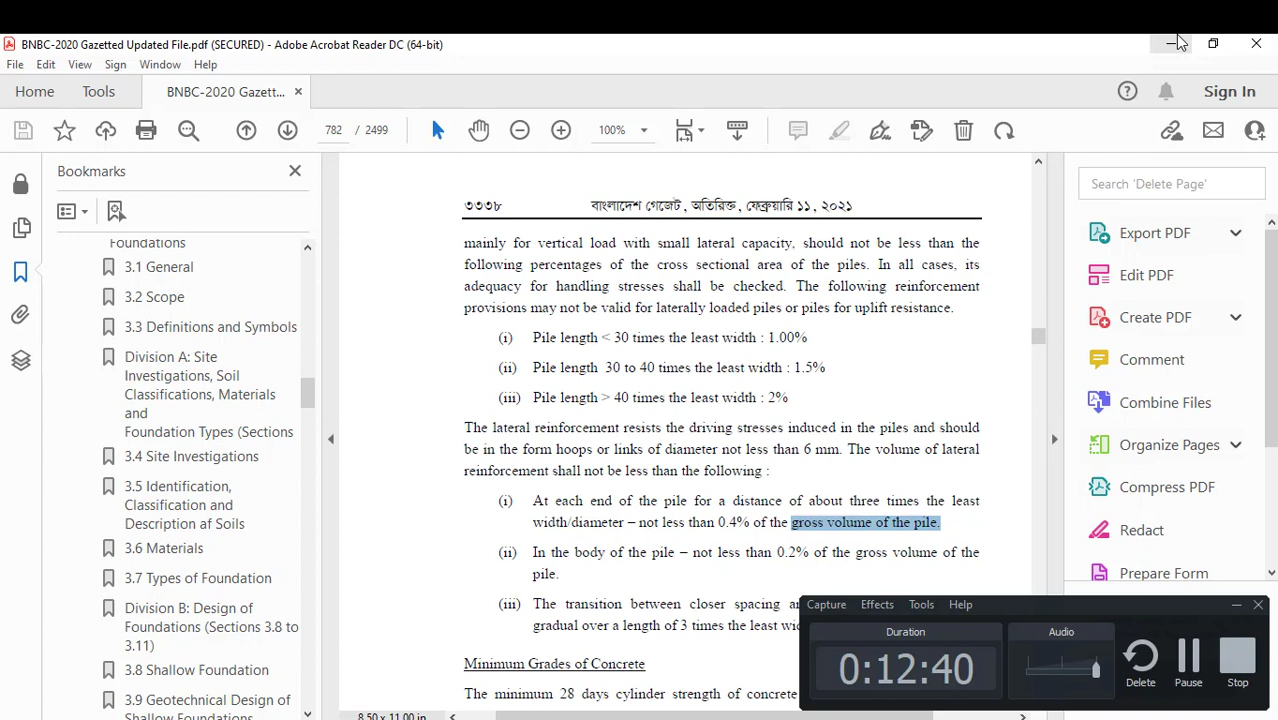 BNBC-2020 Gazetted Updated File.pdf (SECURED) - Adobe Acrobat Reader DC (64-bit)
File Edit View Sign Window Help
Home Tools BNBC-2020 Gazett... Sign In
782 / 2499 100%
Bookmarks
Foundations
3.1 General
3.2 Scope
3.3 Definitions and Symbols
Division A: Site
Investigations, Soil
Classifications, Materials
and
Foundation Types (Sections
3.4 Site Investigations
3.5 Identification,
Classification and
Description of Soils
3.6 Materials
3.7 Types of Foundation
Division B: Design of
Foundations (Sections 3.8 to
3.11)
3.8 Shallow Foundation
3.9 Geotechnical Design of
Shallow Foundations
৩৩৩৮ বাংলাদেশ গেজেট, অতিরিক্ত, ফেব্রুয়ারি ১১, ২০২১
mainly for vertical load with small lateral capacity, should not be less than the
following percentages of the cross sectional area of the piles. In all cases, its
adequacy for handling stresses shall be checked. The following reinforcement
provisions may not be valid for laterally loaded piles or piles for uplift resistance.
(i) Pile length < 30 times the least width : 1.00%
(ii) Pile length 30 to 40 times the least width : 1.5%
(iii) Pile length > 40 times the least width : 2%
The lateral reinforcement resists the driving stresses induced in the piles and should
be in the form hoops or links of diameter not less than 6 mm. The volume of lateral
reinforcement shall not be less than the following :
(i) At each end of the pile for a distance of about three times the least
width/diameter – not less than 0.4% of the gross volume of the pile.
(ii) In the body of the pile – not less than 0.2% of the gross volume of the
pile.
(iii) The transition between closer spacing
gradual over a length of 3 times the least
Minimum Grades of Concrete
The minimum 28 days cylinder strength of concrete
8.50 x 11.00 in
Search 'Delete Page'
Export PDF
Edit PDF
Create PDF
Comment
Combine Files
Organize Pages
Compress PDF
Redact
Prepare Form
Capture Effects Tools Help
Duration Audio
0:12:40
Delete Pause Stop